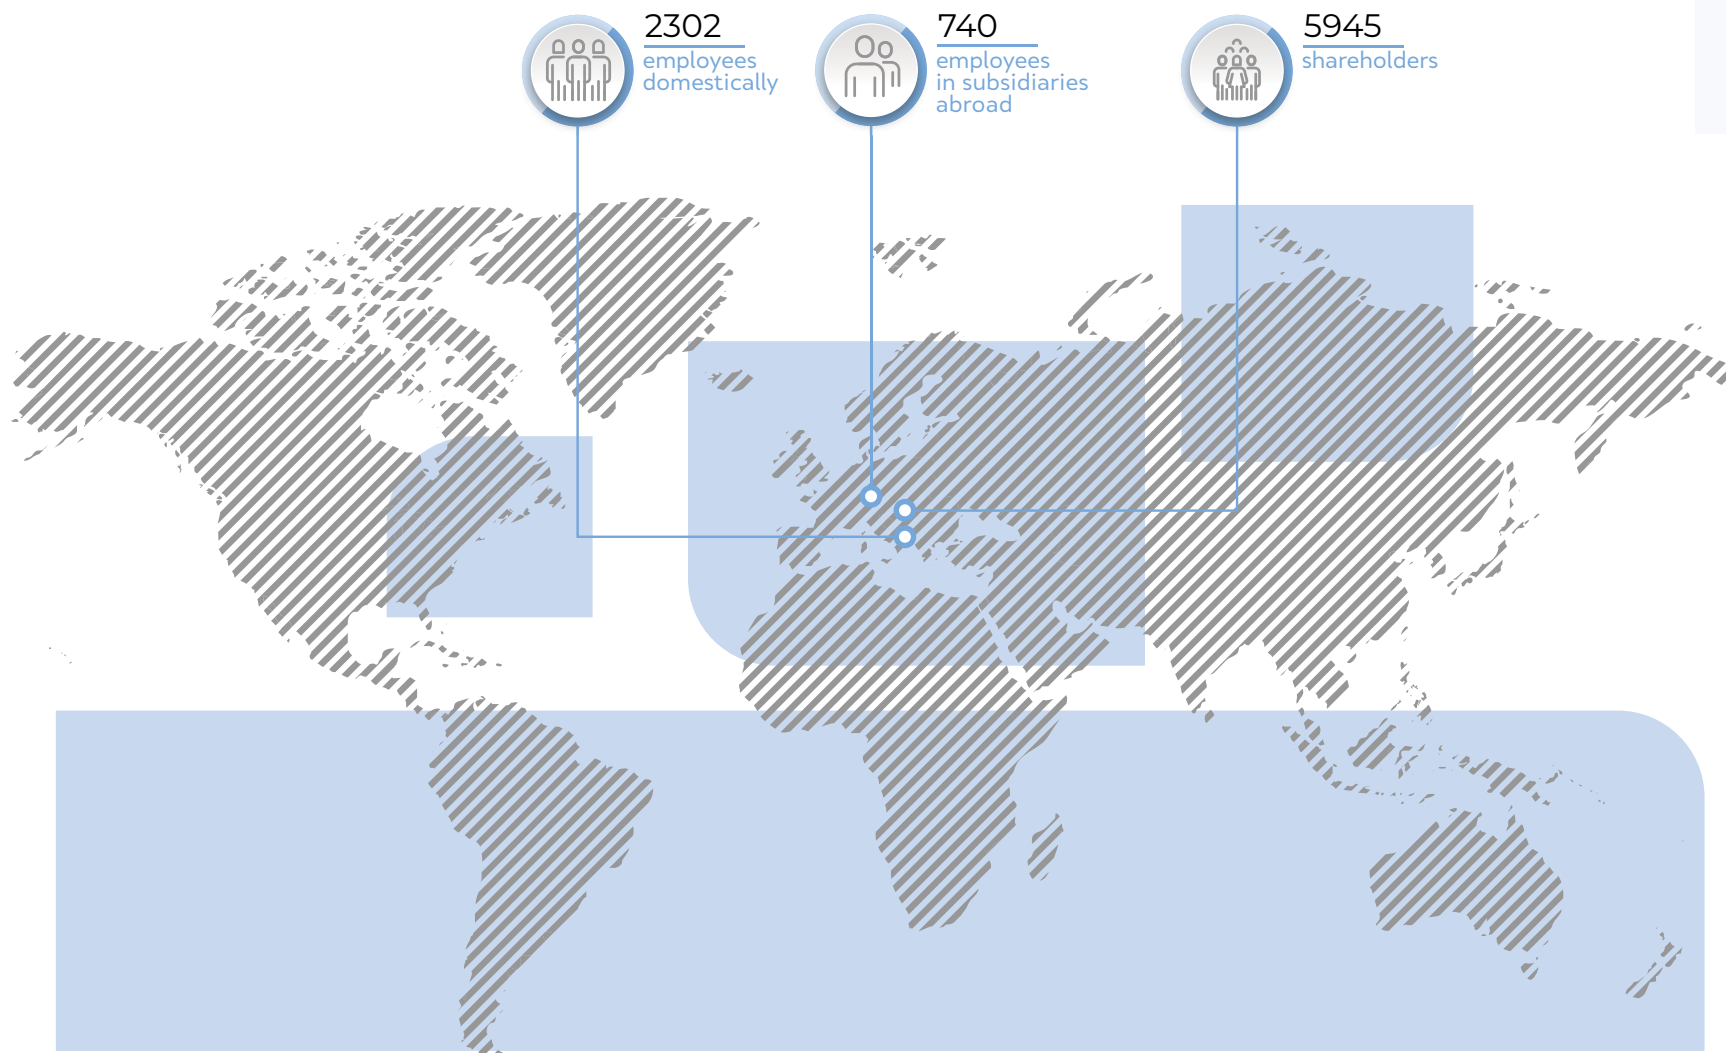 2302
employees
domestically
740
employees
in subsidiaries
abroad
5945
shareholders